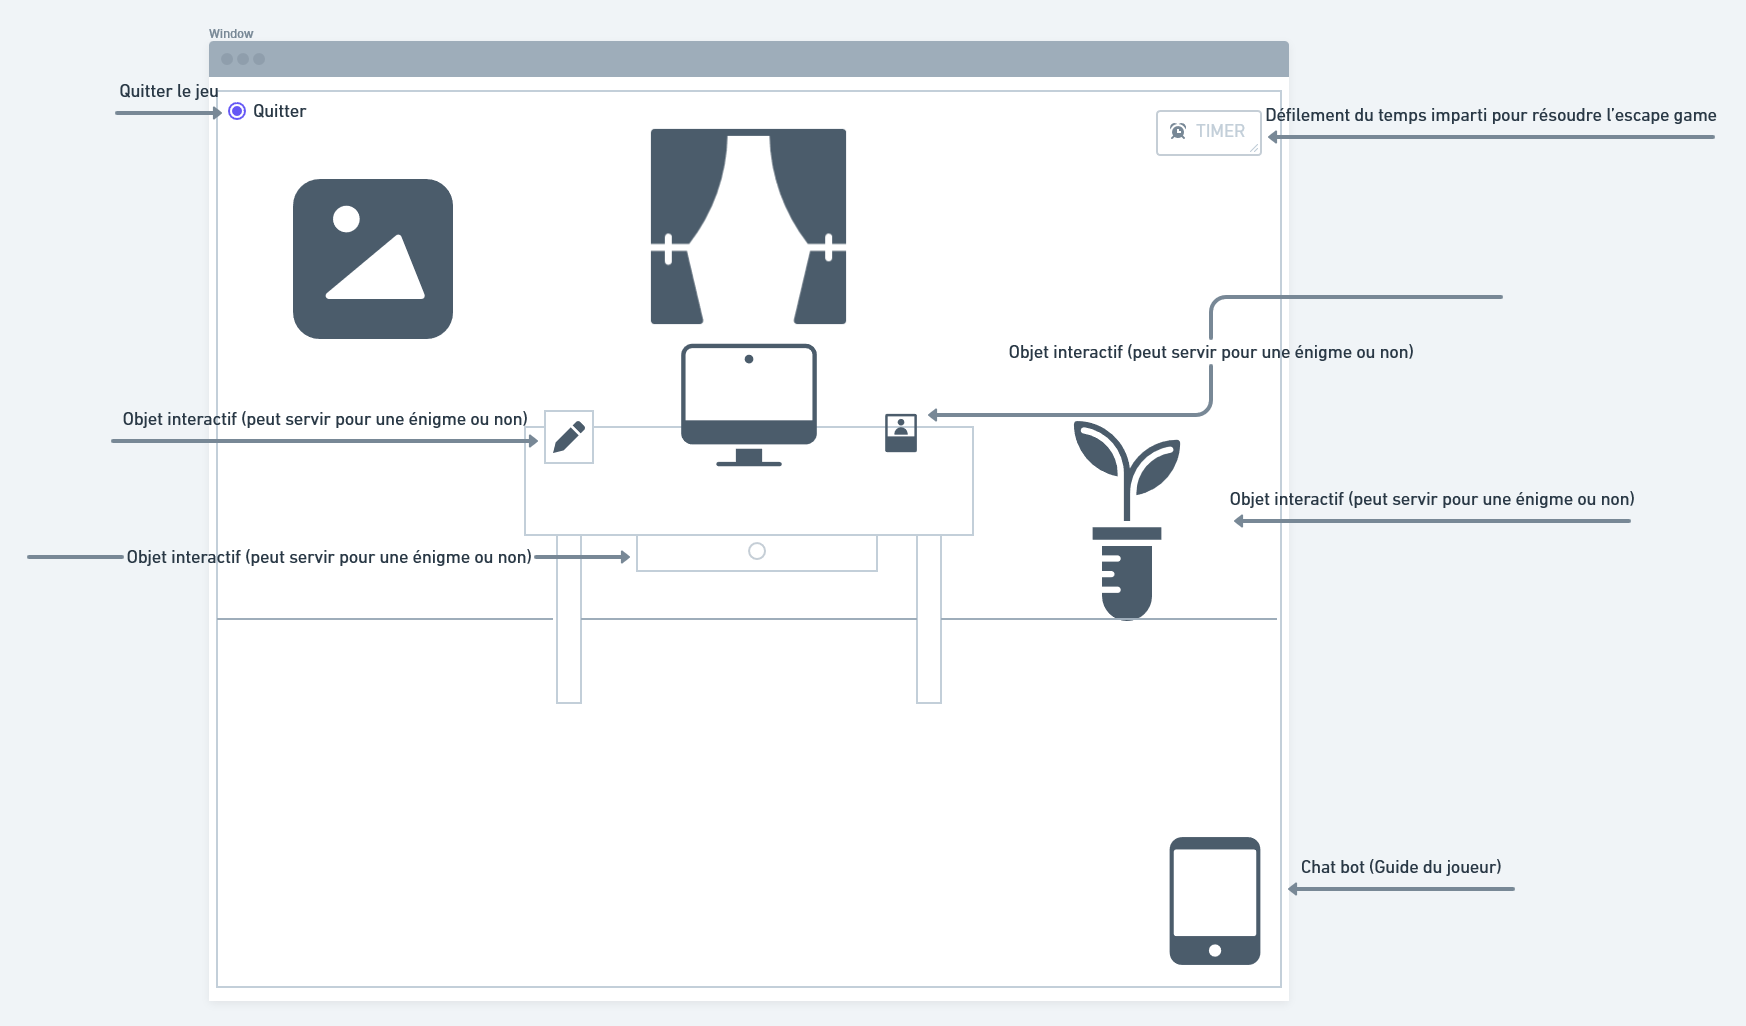 Window
Quitter le jeu
Quitter
TIMER
Défilement du temps imparti pour résoudre l'escape game
Objet interactif (peut servir pour une énigme ou non)
Objet interactif (peut servir pour une énigme ou non)
Objet interactif (peut servir pour une énigme ou non)
Objet interactif (peut servir pour une énigme ou non)
Chat bot (Guide du joueur)